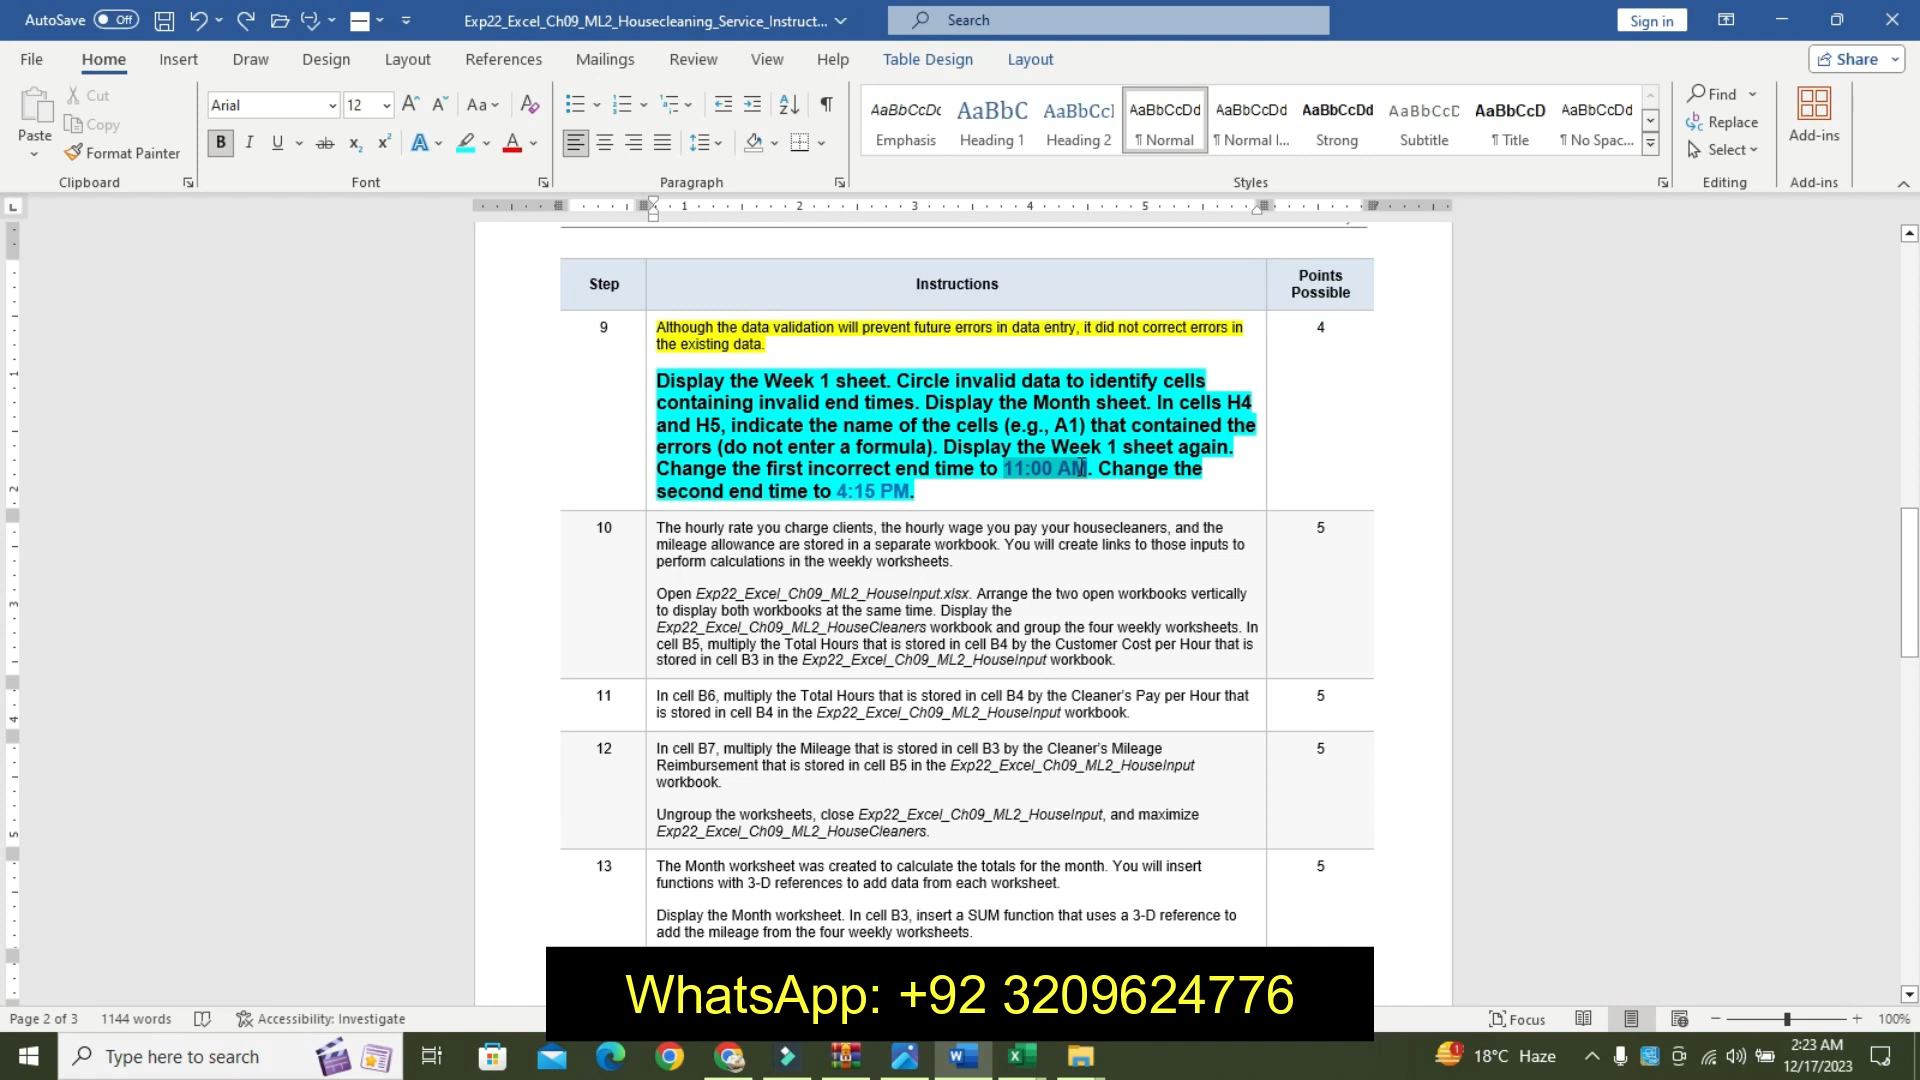 AutoSave Off Exp22_Excel_Ch09_ML2_Housecleaning_Service_Instruct... Search Sign in
File Home Insert Draw Design Layout References Mailings Review View Help Table Design Layout Share
Paste Cut Copy Format Painter
Arial 12 Aa
B I U ab x₂ x² A A
AaBbCcDc AaBbC AaBbCcI AaBbCcDd AaBbCcDd AaBbCcDd AaBbCcD AaBbCcD AaBbCcDd
Emphasis Heading 1 Heading 2 ¶ Normal ¶ Normal I... Strong Subtitle ¶ Title ¶ No Spac...
Find Replace Select
Add-ins
Clipboard Font Paragraph Styles Editing Add-ins
1 2 3 4 5
Step Instructions Points Possible
9 Although the data validation will prevent future errors in data entry, it did not correct errors in 4
the existing data.
Display the Week 1 sheet. Circle invalid data to identify cells
containing invalid end times. Display the Month sheet. In cells H4
and H5, indicate the name of the cells (e.g., A1) that contained the
errors (do not enter a formula). Display the Week 1 sheet again.
Change the first incorrect end time to 11:00 AM. Change the
second end time to 4:15 PM.
10 The hourly rate you charge clients, the hourly wage you pay your housecleaners, and the 5
mileage allowance are stored in a separate workbook. You will create links to those inputs to
perform calculations in the weekly worksheets.
Open Exp22_Excel_Ch09_ML2_HouseInput.xlsx. Arrange the two open workbooks vertically
to display both workbooks at the same time. Display the
Exp22_Excel_Ch09_ML2_HouseCleaners workbook and group the four weekly worksheets. In
cell B5, multiply the Total Hours that is stored in cell B4 by the Customer Cost per Hour that is
stored in cell B3 in the Exp22_Excel_Ch09_ML2_HouseInput workbook.
11 In cell B6, multiply the Total Hours that is stored in cell B4 by the Cleaner’s Pay per Hour that 5
is stored in cell B4 in the Exp22_Excel_Ch09_ML2_HouseInput workbook.
12 In cell B7, multiply the Mileage that is stored in cell B3 by the Cleaner’s Mileage 5
Reimbursement that is stored in cell B5 in the Exp22_Excel_Ch09_ML2_HouseInput
workbook.
Ungroup the worksheets, close Exp22_Excel_Ch09_ML2_HouseInput, and maximize
Exp22_Excel_Ch09_ML2_HouseCleaners.
13 The Month worksheet was created to calculate the totals for the month. You will insert 5
functions with 3-D references to add data from each worksheet.
Display the Month worksheet. In cell B3, insert a SUM function that uses a 3-D reference to
add the mileage from the four weekly worksheets.
WhatsApp: +92 3209624776
Page 2 of 3 1144 words Accessibility: Investigate Focus 100%
Type here to search 18°C Haze 2:23 AM
12/17/2023